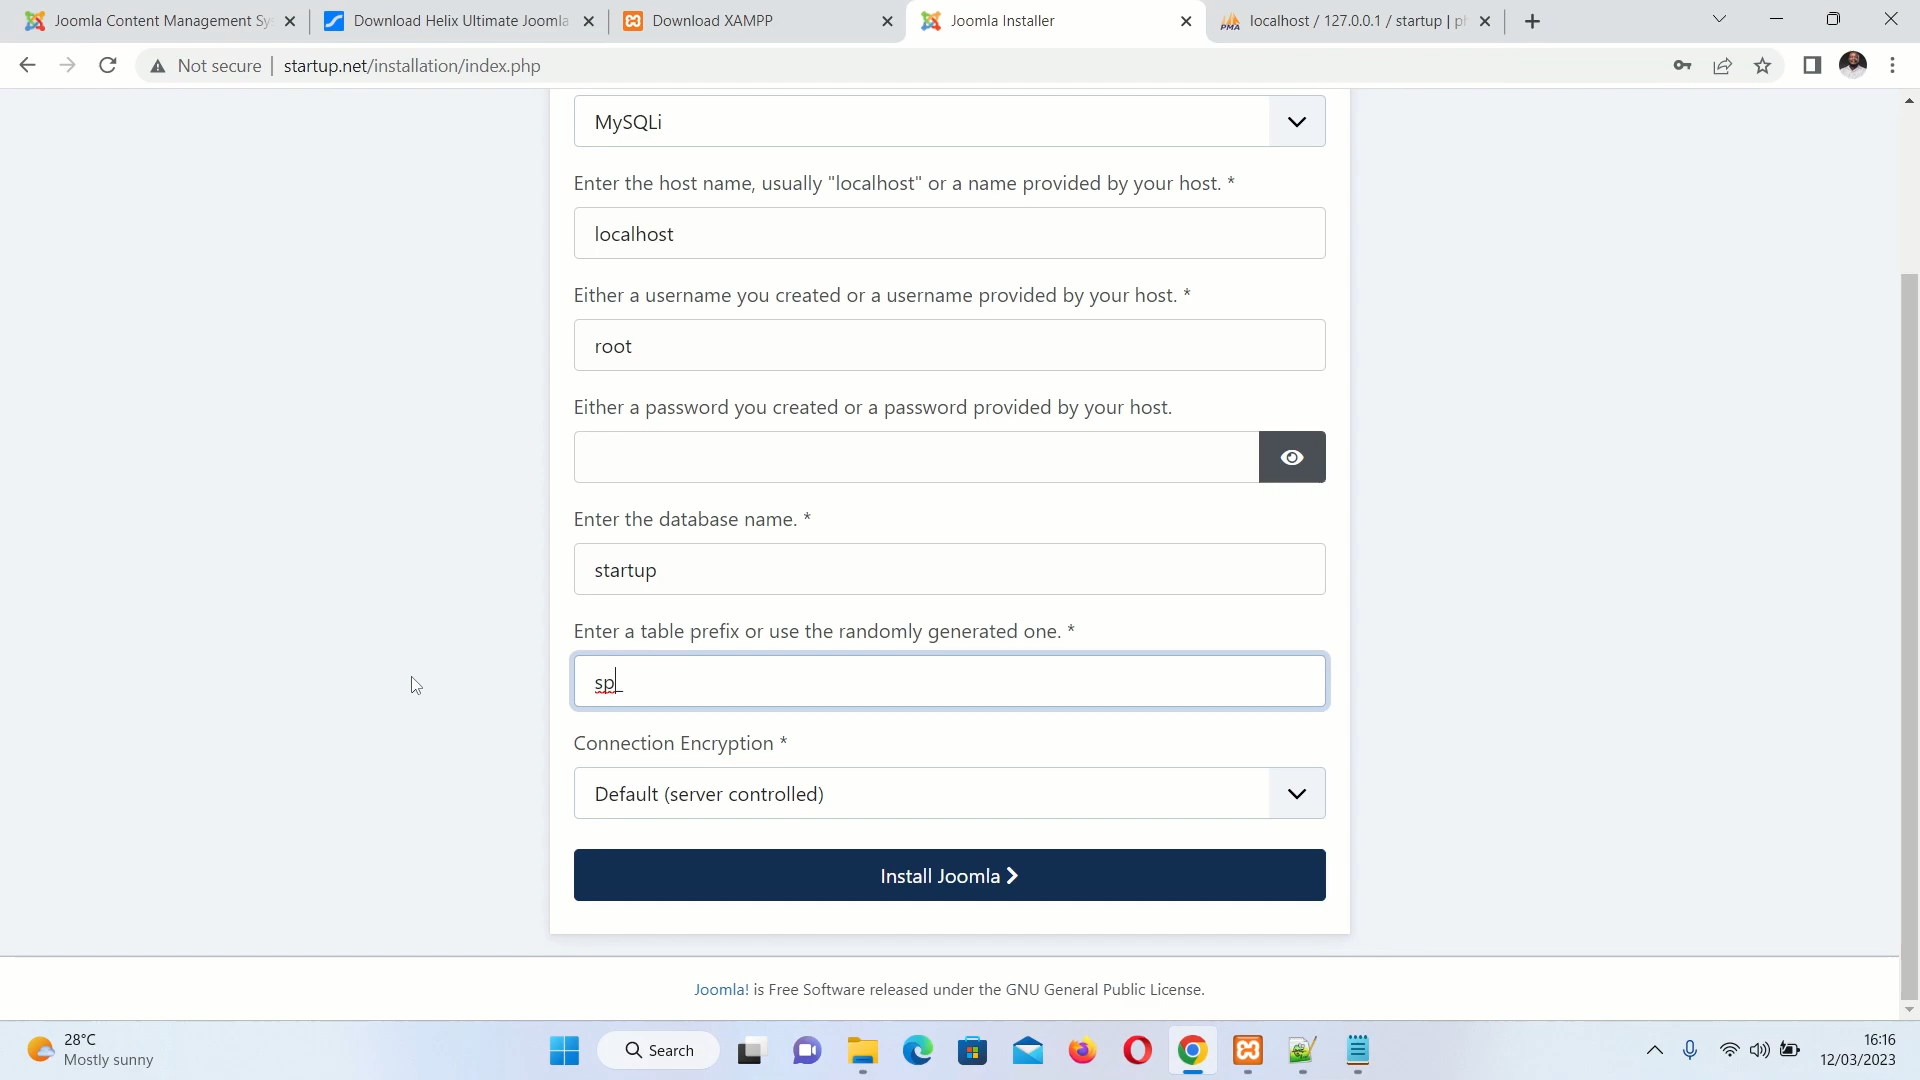 Joomla Content Management Sy
Download Helix Ultimate Joomla
Download XAMPP
Joomla Installer
localhost / 127.0.0.1 / startup | ph
Not secure | startup.net/installation/index.php
MySQLi
Enter the host name, usually "localhost" or a name provided by your host. *
localhost
Either a username you created or a username provided by your host. *
root
Either a password you created or a password provided by your host.
Enter the database name. *
startup
Enter a table prefix or use the randomly generated one. *
sp_
Connection Encryption *
Default (server controlled)
Install Joomla
Joomla! is Free Software released under the GNU General Public License.
28°C
Mostly sunny
Search
16:16
12/03/2023